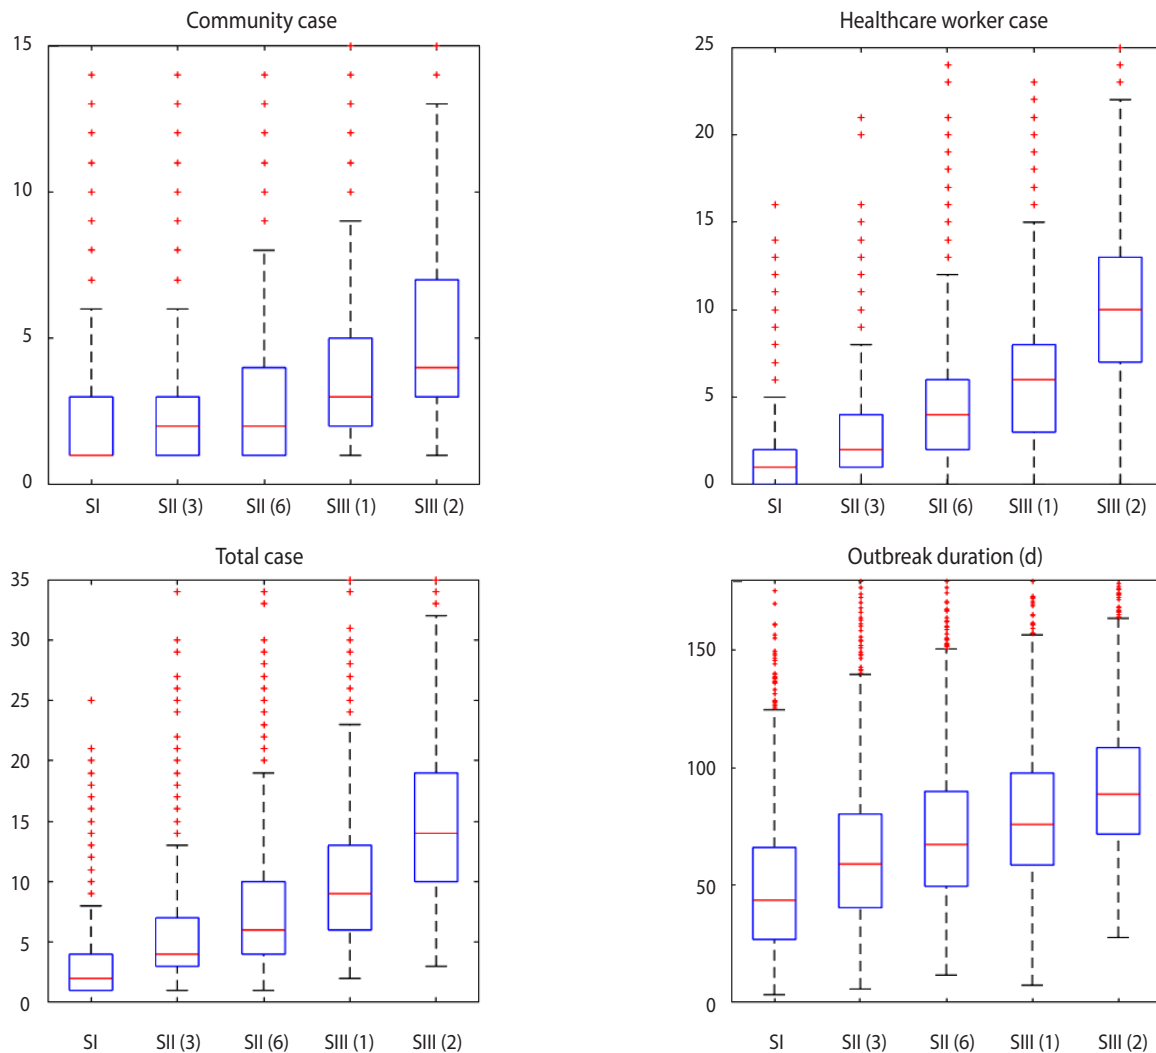 Community case
15
10
5
0
SI SII (3) SII (6) SIII (1) SIII (2)
Healthcare worker case
25
20
15
10
5
0
SI SII (3) SII (6) SIII (1) SIII (2)
Total case
35
30
25
20
15
10
5
0
SI SII (3) SII (6) SIII (1) SIII (2)
Outbreak duration (d)
150
100
50
0
SI SII (3) SII (6) SIII (1) SIII (2)